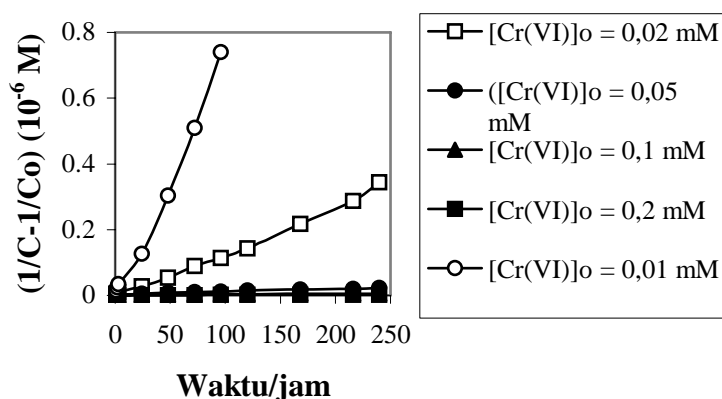 0.8
0.6
0.4
0.2
0
(1/C-1/Co) (10⁻⁶ M)
0 50 100 150 200 250
Waktu/jam
[Cr(VI)]o = 0,02 mM
([Cr(VI)]o = 0,05
mM
[Cr(VI)]o = 0,1 mM
[Cr(VI)]o = 0,2 mM
[Cr(VI)]o = 0,01 mM